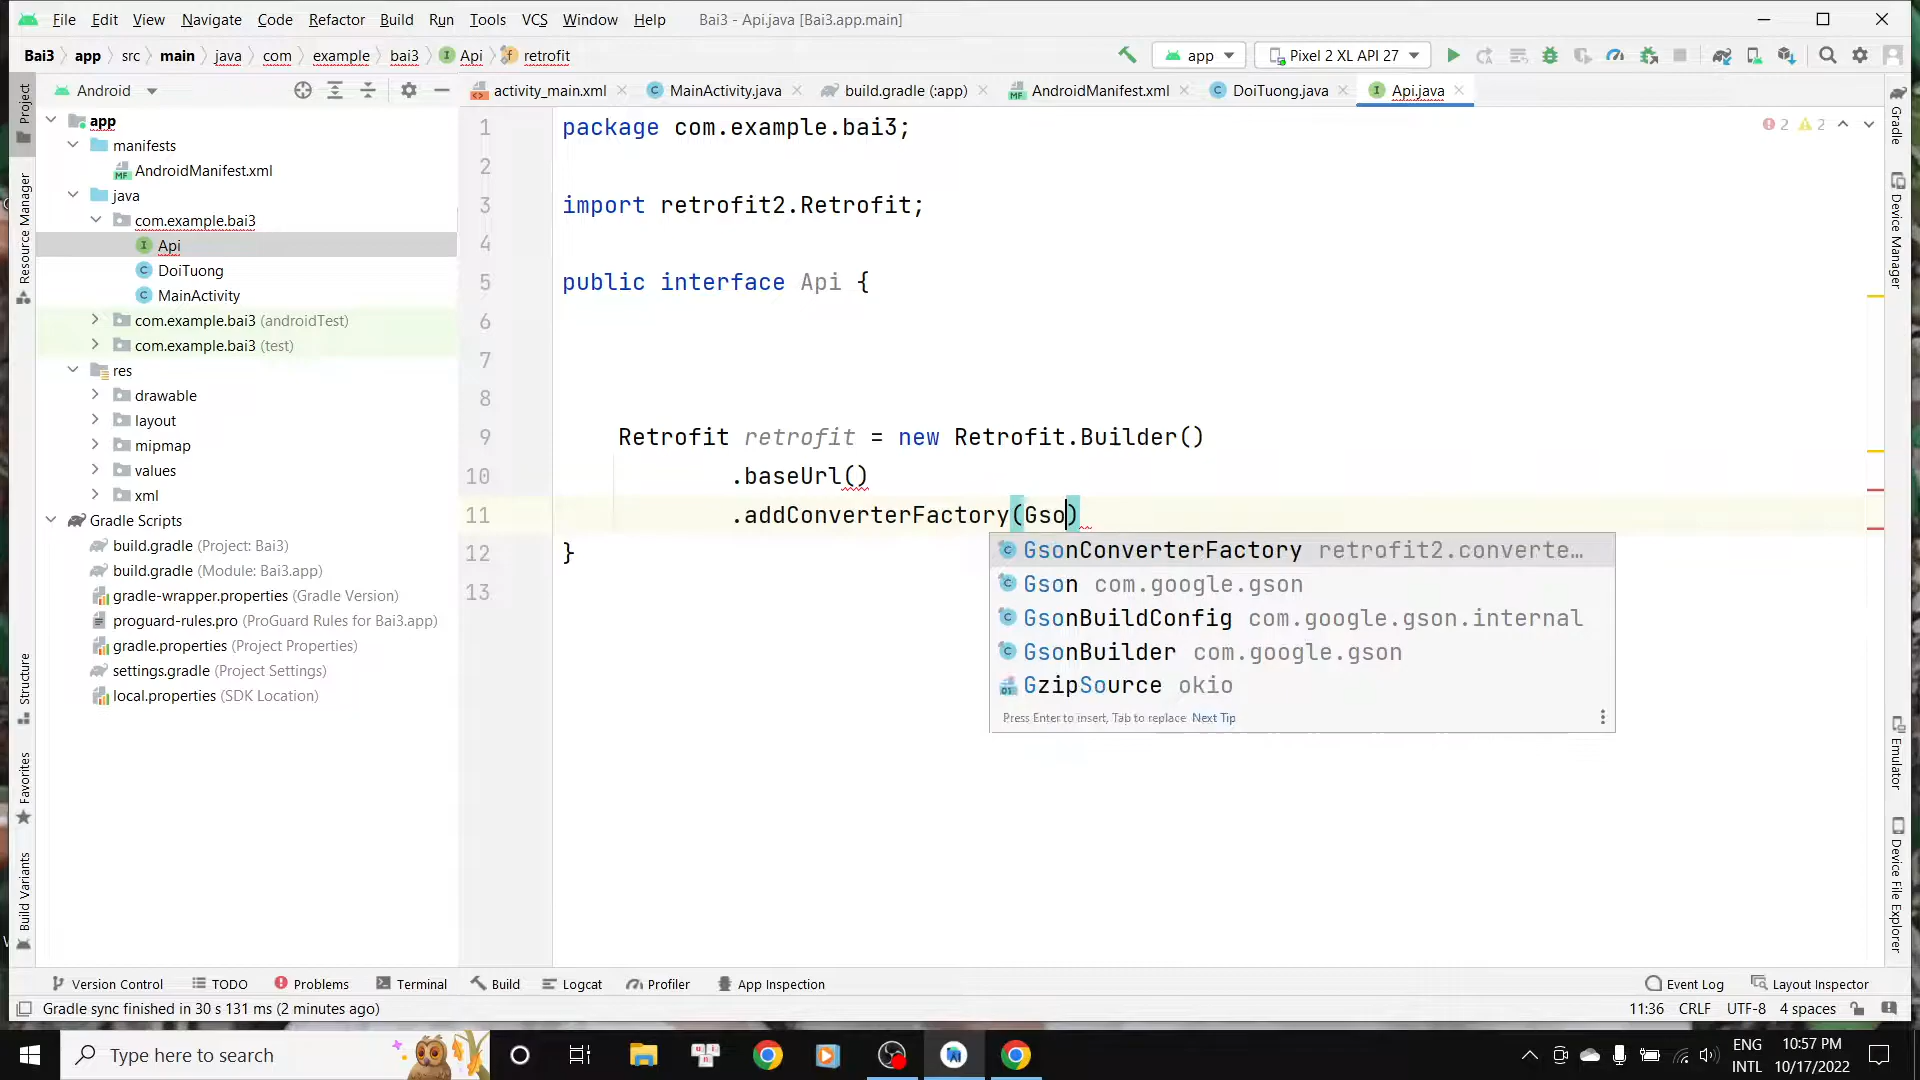 File Edit View Navigate Code Refactor Build Run Tools VCS Window Help Bai3 - Api.java [Bai3.app.main]
Bai3 app src main java com example bai3 Api retrofit app Pixel 2 XL API 27
Android activity_main.xml MainActivity.java build.gradle (:app) AndroidManifest.xml DoiTuong.java Api.java
Project
Resource Manager
Structure
Favorites
Build Variants
app
manifests
AndroidManifest.xml
java
com.example.bai3
Api
DoiTuong
MainActivity
com.example.bai3 (androidTest)
com.example.bai3 (test)
res
drawable
layout
mipmap
values
xml
Gradle Scripts
build.gradle (Project: Bai3)
build.gradle (Module: Bai3.app)
gradle-wrapper.properties (Gradle Version)
proguard-rules.pro (ProGuard Rules for Bai3.app)
gradle.properties (Project Properties)
settings.gradle (Project Settings)
local.properties (SDK Location)
2 2
1 package com.example.bai3;
2
3 import retrofit2.Retrofit;
4
5 public interface Api {
6
7
8
9 Retrofit retrofit = new Retrofit.Builder()
10 .baseUrl()
11 .addConverterFactory(Gso)
12 }
13
GsonConverterFactory retrofit2.converte…
Gson com.google.gson
GsonBuildConfig com.google.gson.internal
GsonBuilder com.google.gson
GzipSource okio
Press Enter to insert, Tab to replace Next Tip
Gradle
Device Manager
Emulator
Device File Explorer
Version Control TODO Problems Terminal Build Logcat Profiler App Inspection Event Log Layout Inspector
Gradle sync finished in 30 s 131 ms (2 minutes ago) 11:36 CRLF UTF-8 4 spaces
Type here to search ENG 10:57 PM
INTL 10/17/2022